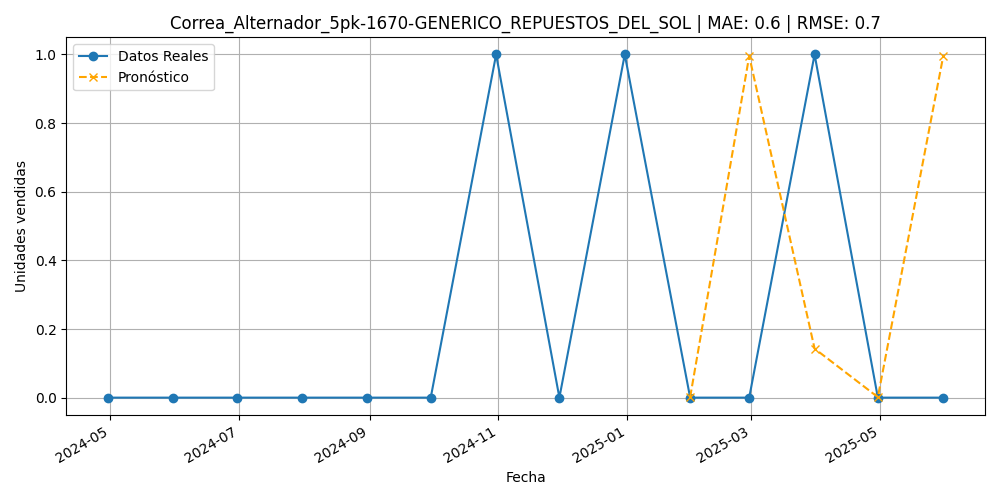 Correa_Alternador_5pk-1670-GENERICO_REPUESTOS_DEL_SOL | MAE: 0.6 | RMSE: 0.7
Datos Reales
Pronóstico
Unidades vendidas
1.0
0.8
0.6
0.4
0.2
0.0
2024-05
2024-07
2024-09
2024-11
2025-01
2025-03
2025-05
Fecha